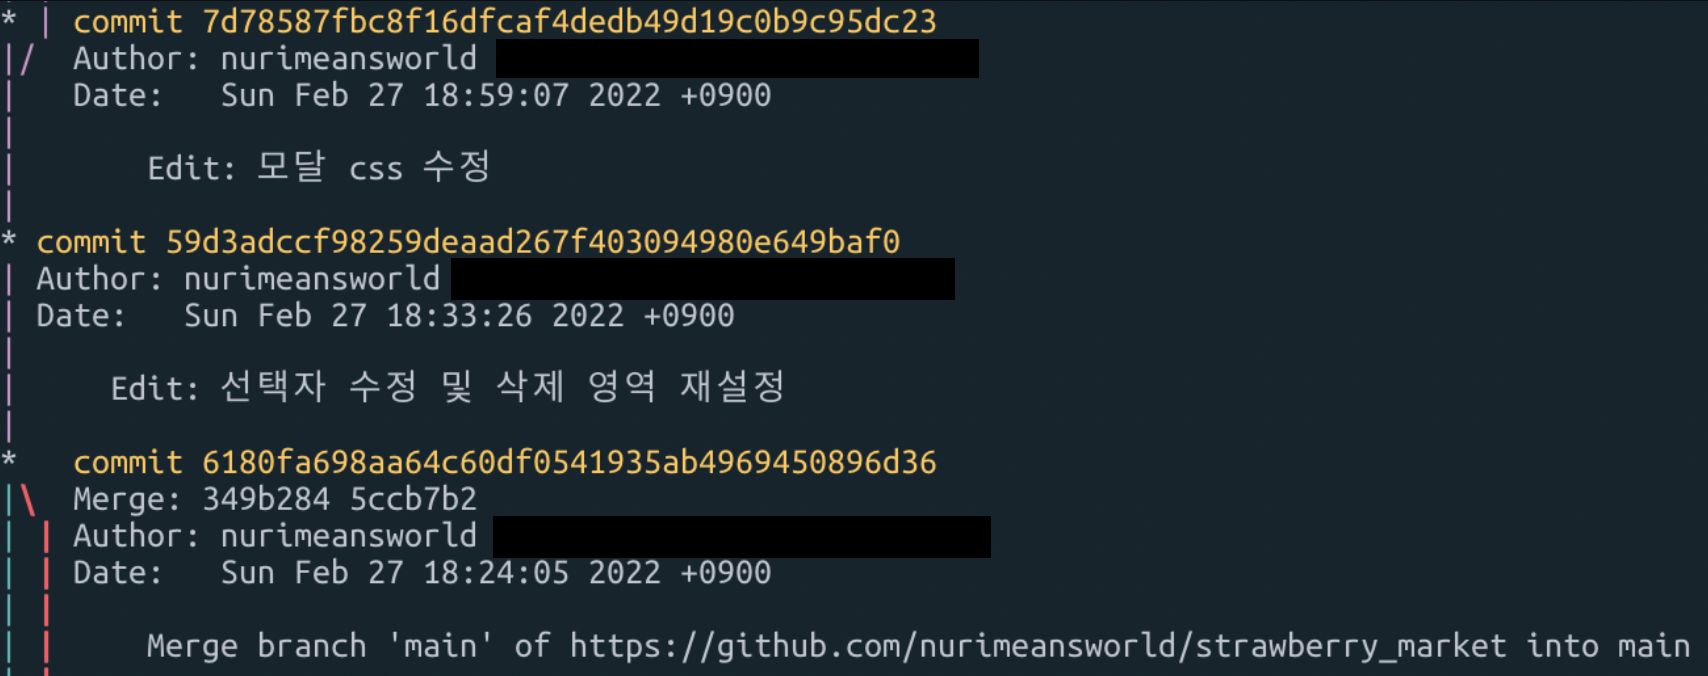 * | commit 7d78587fbc8f16dfcaf4dedb49d19c0b9c95dc23
|/ Author: nurimeansworld
| Date: Sun Feb 27 18:59:07 2022 +0900
|
| Edit: 모달 css 수정
|
* commit 59d3adccf98259deaad267f403094980e649baf0
| Author: nurimeansworld
| Date: Sun Feb 27 18:33:26 2022 +0900
|
| Edit: 선택자 수정 및 삭제 영역 재설정
|
* commit 6180fa698aa64c60df0541935ab4969450896d36
|\ Merge: 349b284 5ccb7b2
| | Author: nurimeansworld
| | Date: Sun Feb 27 18:24:05 2022 +0900
| |
| | Merge branch 'main' of https://github.com/nurimeansworld/strawberry_market into main